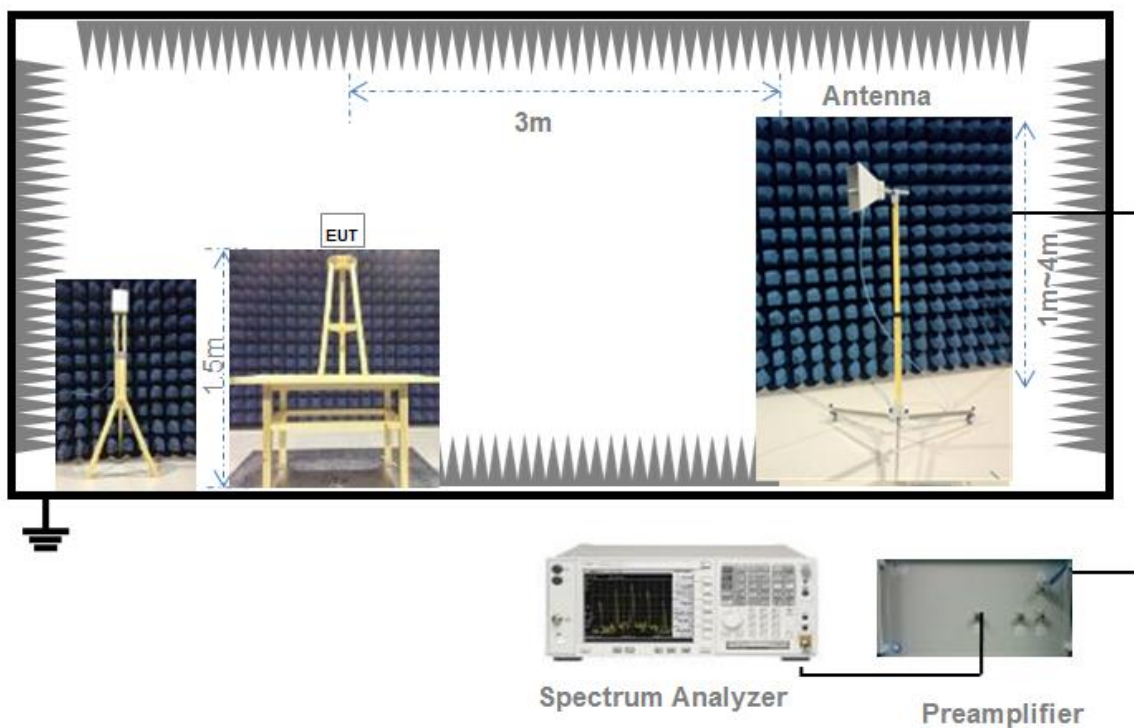 Antenna
3m
EUT
1.5m
1m~4m
Spectrum Analyzer
Preamplifier